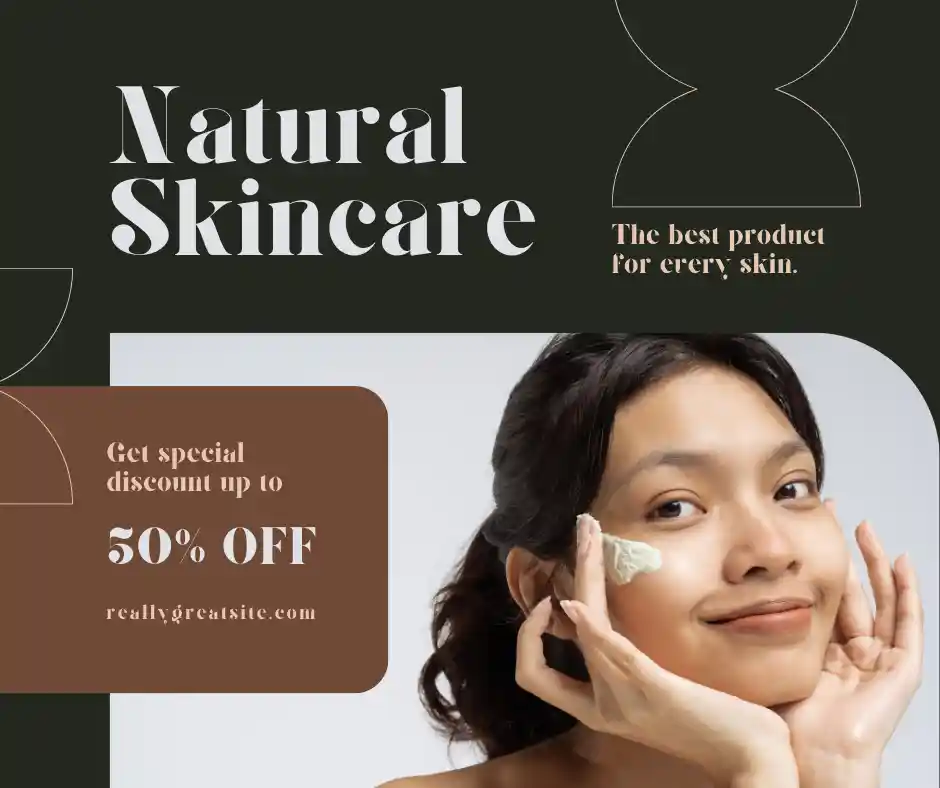 Natural
Skincare
The best product
for every skin.
Get special
discount up to
50% OFF
reallygreatsite.com